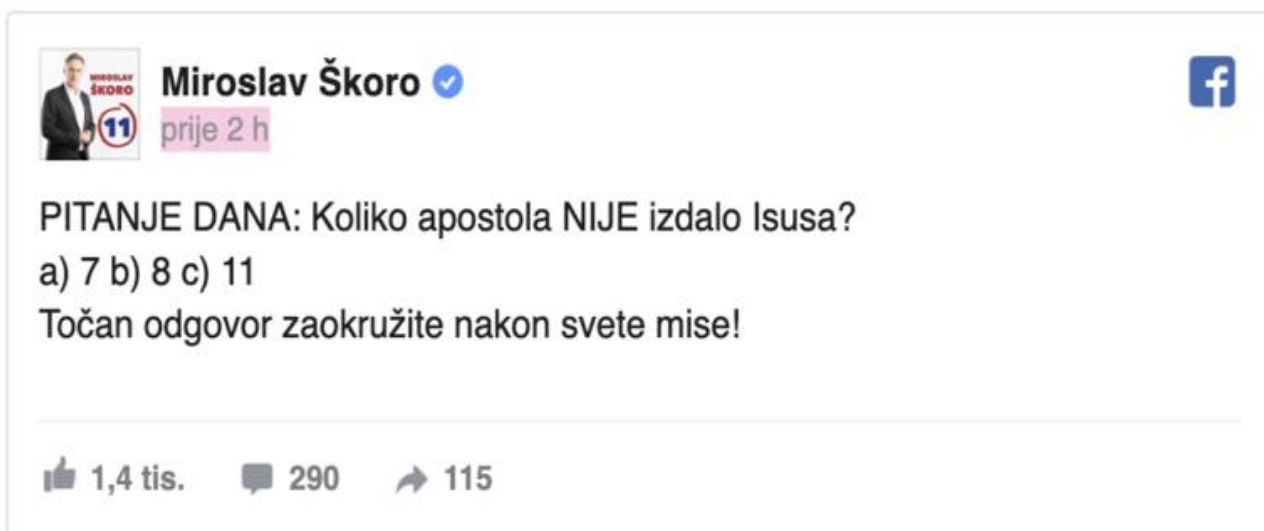 MIROSLAV
ŠKORO
11
Miroslav Škoro
prije 2 h
PITANJE DANA: Koliko apostola NIJE izdalo Isusa?
a) 7 b) 8 c) 11
Točan odgovor zaokružite nakon svete mise!
1,4 tis. 290 115